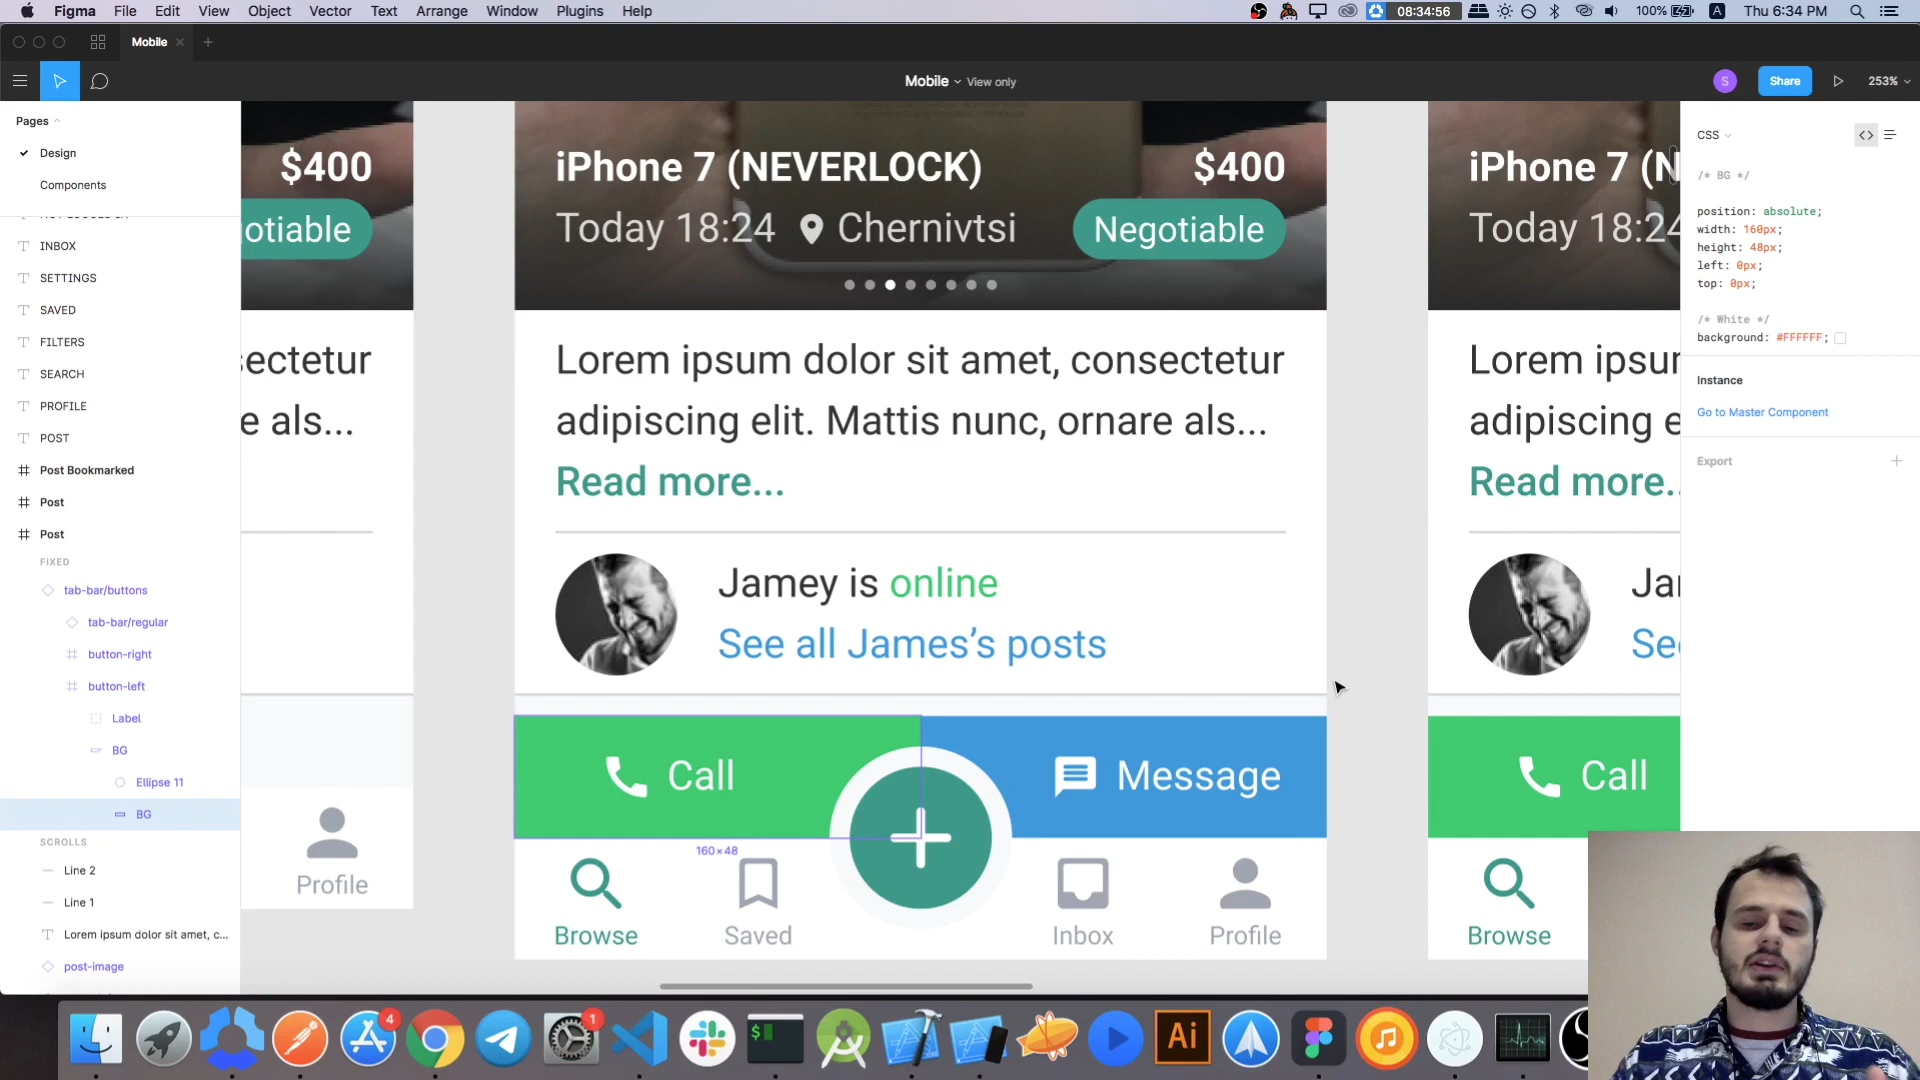 Figma File Edit View Object Vector Text Arrange Window Plugins Help
08:34:56 100% A Thu 6:34 PM
Mobile
Mobile View only
S Share 253%
Pages
Design
Components
INBOX
SETTINGS
SAVED
FILTERS
SEARCH
PROFILE
POST
Post Bookmarked
Post
Post
FIXED
tab-bar/buttons
tab-bar/regular
button-right
button-left
Label
BG
Ellipse 11
BG
SCROLLS
Line 2
Line 1
Lorem ipsum dolor sit amet, c...
post-image
$400
otiable
sectetur
e als...
Profile
iPhone 7 (NEVERLOCK) $400
Today 18:24 Chernivtsi Negotiable
Lorem ipsum dolor sit amet, consectetur
adipiscing elit. Mattis nunc, ornare als...
Read more...
Jamey is online
See all James’s posts
Call Message
160×48
Browse Saved Inbox Profile
iPhone 7 (N
Today 18:24
Lorem ipsu
adipiscing e
Read more..
Ja
Se
Call
Browse
CSS
/* BG */
position: absolute;
width: 160px;
height: 48px;
left: 0px;
top: 0px;
/* White */
background: #FFFFFF;
Instance
Go to Master Component
Export
4
1
$
Ai